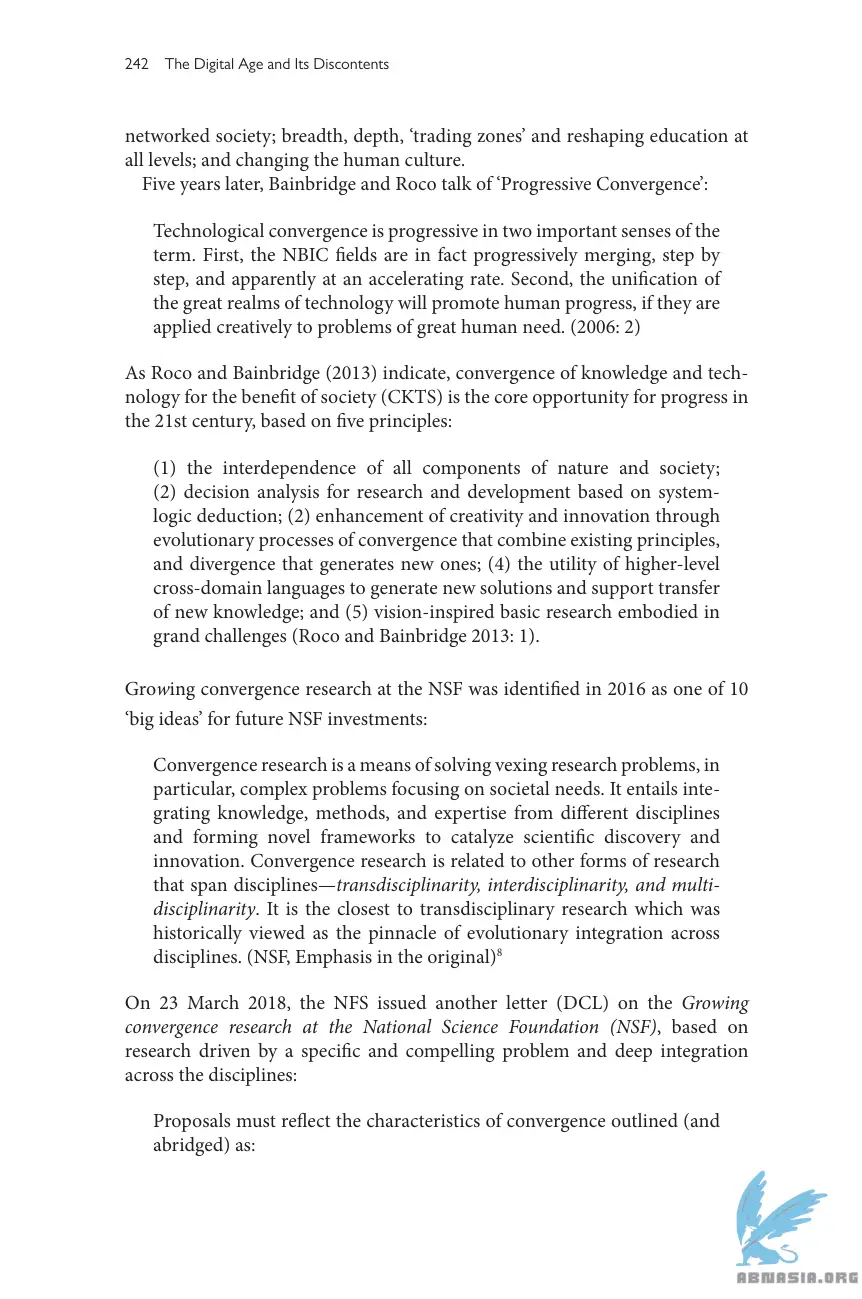 242 The Digital Age and Its Discontents
networked society; breadth, depth, ‘trading zones’ and reshaping education at
all levels; and changing the human culture.
Five years later, Bainbridge and Roco talk of ‘Progressive Convergence’:
Technological convergence is progressive in two important senses of the
term. First, the NBIC fields are in fact progressively merging, step by
step, and apparently at an accelerating rate. Second, the unification of
the great realms of technology will promote human progress, if they are
applied creatively to problems of great human need. (2006: 2)
As Roco and Bainbridge (2013) indicate, convergence of knowledge and tech-
nology for the benefit of society (CKTS) is the core opportunity for progress in
the 21st century, based on five principles:
(1) the interdependence of all components of nature and society;
(2) decision analysis for research and development based on system-
logic deduction; (2) enhancement of creativity and innovation through
evolutionary processes of convergence that combine existing principles,
and divergence that generates new ones; (4) the utility of higher-level
cross-domain languages to generate new solutions and support transfer
of new knowledge; and (5) vision-inspired basic research embodied in
grand challenges (Roco and Bainbridge 2013: 1).
Growing convergence research at the NSF was identified in 2016 as one of 10
‘big ideas’ for future NSF investments:
Convergence research is a means of solving vexing research problems, in
particular, complex problems focusing on societal needs. It entails inte-
grating knowledge, methods, and expertise from different disciplines
and forming novel frameworks to catalyze scientific discovery and
innovation. Convergence research is related to other forms of research
that span disciplines—transdisciplinarity, interdisciplinarity, and multi-
disciplinarity. It is the closest to transdisciplinary research which was
historically viewed as the pinnacle of evolutionary integration across
disciplines. (NSF, Emphasis in the original)8
On 23 March 2018, the NFS issued another letter (DCL) on the Growing
convergence research at the National Science Foundation (NSF), based on
research driven by a specific and compelling problem and deep integration
across the disciplines:
Proposals must reflect the characteristics of convergence outlined (and
abridged) as:
ABNASIA.ORG